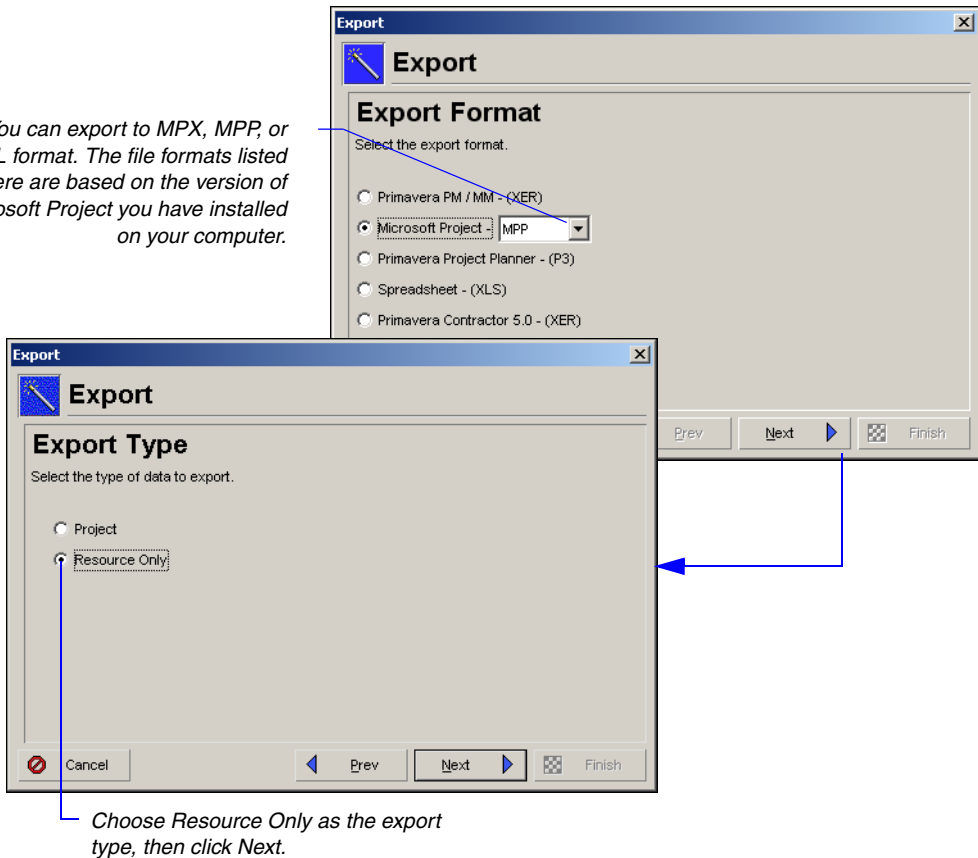 Export
Export
Export Format
Select the export format.
Primavera PM / MM - (XER)
Microsoft Project - MPP
Primavera Project Planner - (P3)
Spreadsheet - (XLS)
Primavera Contractor 5.0 - (XER)
Prev Next Finish
ou can export to MPX, MPP, or
L format. The file formats listed
ere are based on the version of
osoft Project you have installed
on your computer.
Export
Export
Export Type
Select the type of data to export.
Project
Resource Only
Cancel Prev Next Finish
Choose Resource Only as the export
type, then click Next.